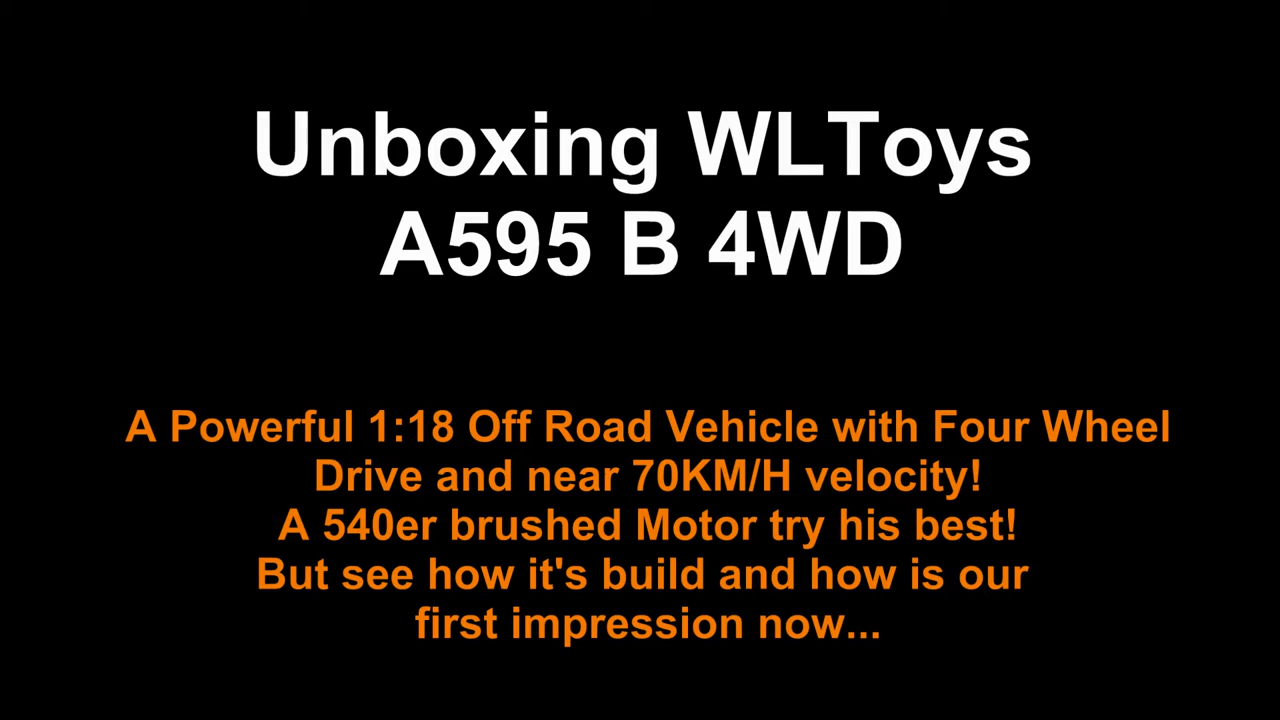 Unboxing WLToys
A595 B 4WD
A Powerful 1:18 Off Road Vehicle with Four Wheel
Drive and near 70KM/H velocity!
A 540er brushed Motor try his best!
But see how it's build and how is our
first impression now...